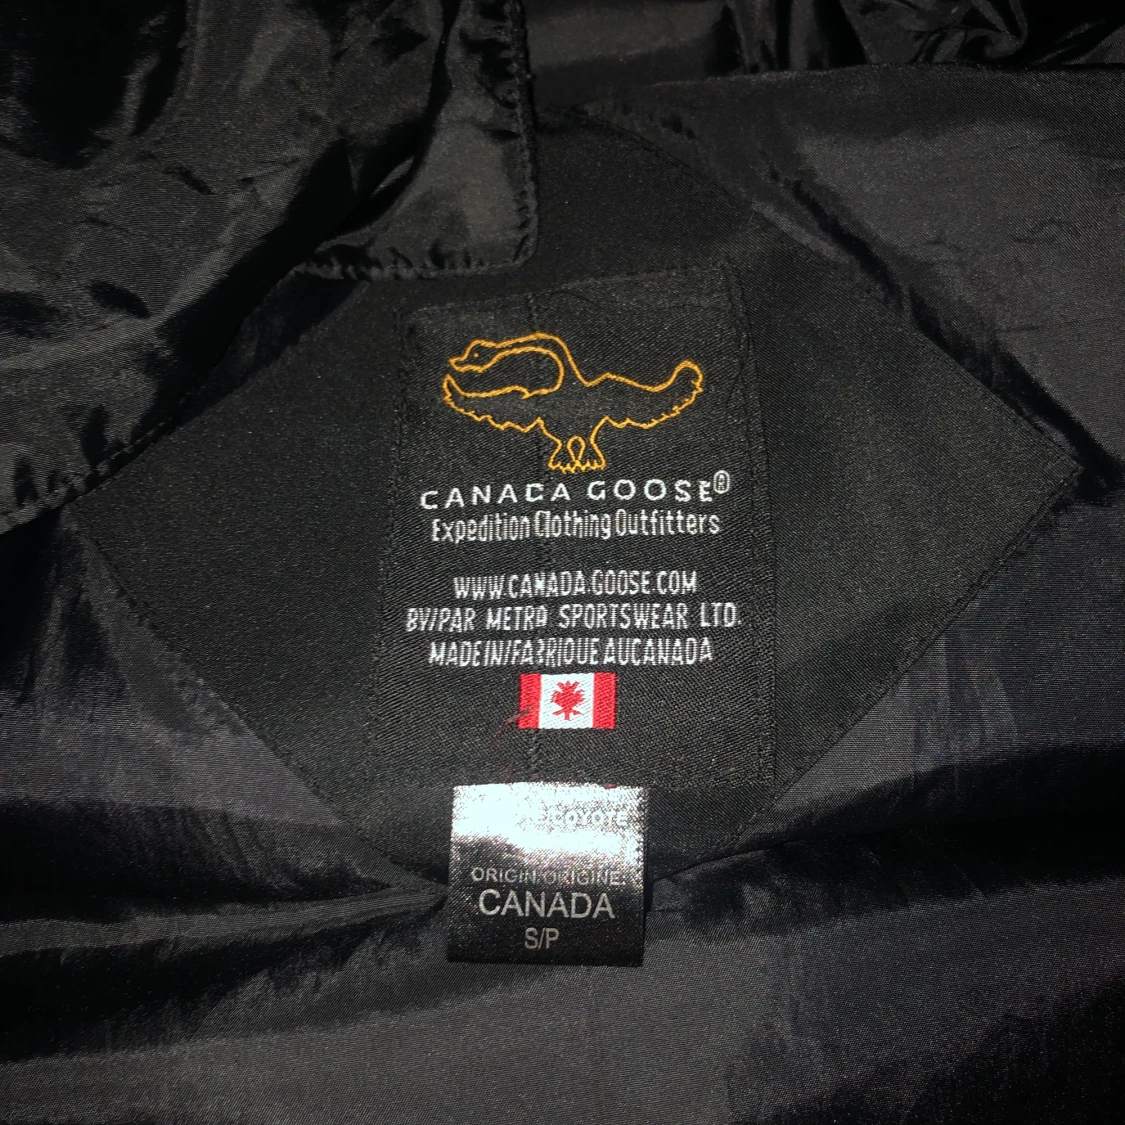 CANADA GOOSE®
Expedition Clothing Outfitters
WWW.CANADA.GOOSE.COM
BY/PAR METRO SPORTSWEAR LTD.
MADE IN/FABRIQUE AU CANADA
/COYOTE
ORIGIN/ORIGINE:
CANADA
S/P